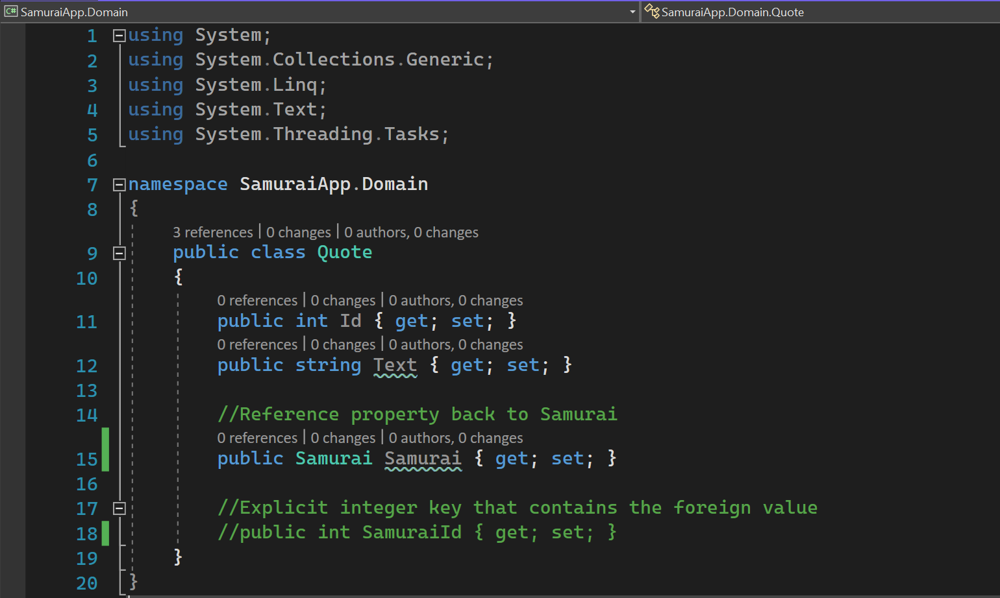 SamuraiApp.Domain SamuraiApp.Domain.Quote
1 using System;
2 using System.Collections.Generic;
3 using System.Linq;
4 using System.Text;
5 using System.Threading.Tasks;
6
7 namespace SamuraiApp.Domain
8 {
3 references | 0 changes | 0 authors, 0 changes
9 public class Quote
10 {
0 references | 0 changes | 0 authors, 0 changes
11 public int Id { get; set; }
0 references | 0 changes | 0 authors, 0 changes
12 public string Text { get; set; }
13
14 //Reference property back to Samurai
0 references | 0 changes | 0 authors, 0 changes
15 public Samurai Samurai { get; set; }
16
17 //Explicit integer key that contains the foreign value
18 //public int SamuraiId { get; set; }
19 }
20 }